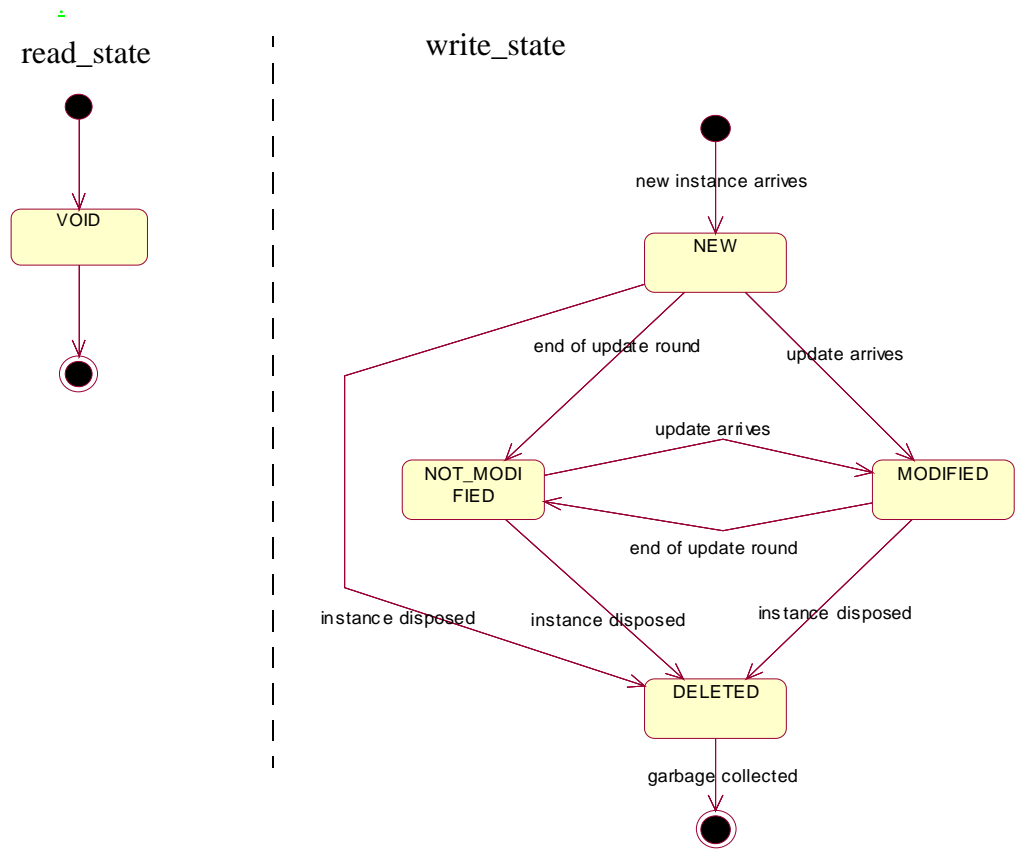 read_state
write_state
new instance arrives
VOID
NEW
end of update round
update arrives
update arrives
NOT_MODI
FIED
MODIFIED
end of update round
instance disposed
instance disposed
instance disposed
DELETED
garbage collected